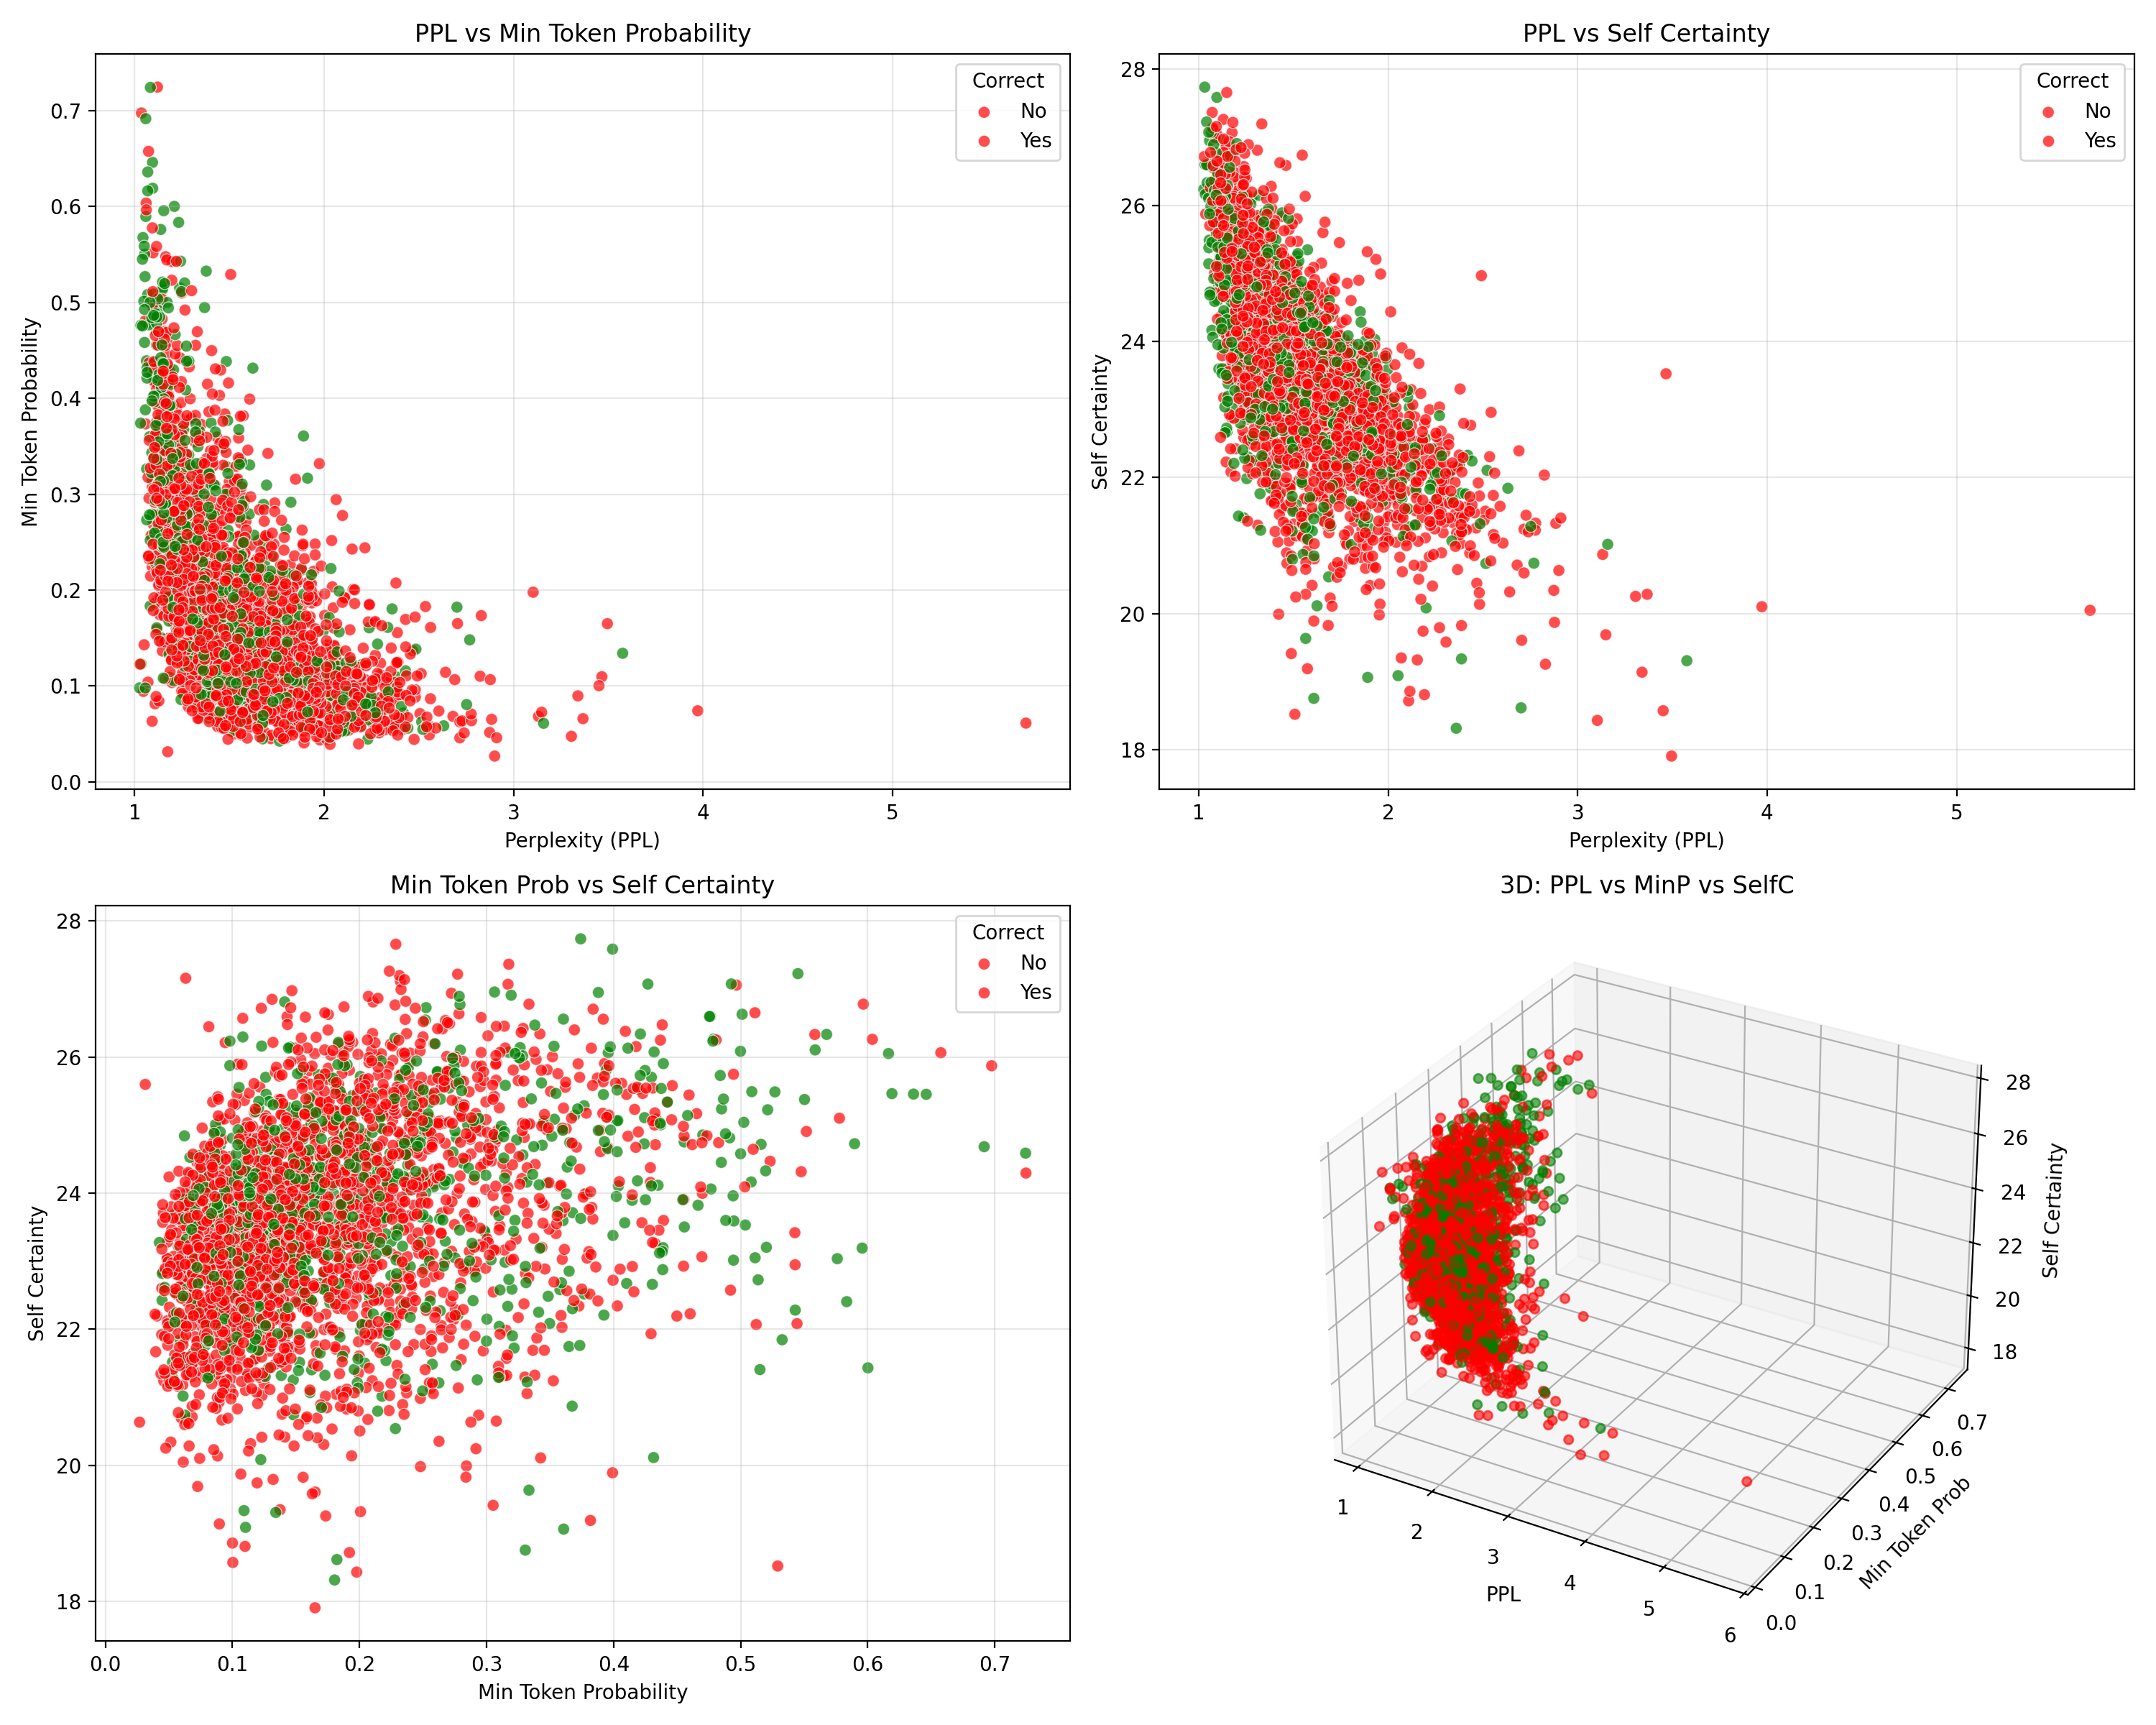 PPL vs Min Token Probability
Correct
No
Yes
0.7
0.6
0.5
0.4
0.3
0.2
0.1
0.0
Min Token Probability
1 2 3 4 5
Perplexity (PPL)
PPL vs Self Certainty
Correct
No
Yes
28
26
24
22
20
18
Self Certainty
1 2 3 4 5
Perplexity (PPL)
Min Token Prob vs Self Certainty
Correct
No
Yes
28
26
24
22
20
18
Self Certainty
0.0 0.1 0.2 0.3 0.4 0.5 0.6 0.7
Min Token Probability
3D: PPL vs MinP vs SelfC
28
26
24
22
20
18
Self Certainty
0.7
0.6
0.5
0.4
0.3
0.2
0.1
0.0
Min Token Prob
1
2
3
4
5
6
PPL